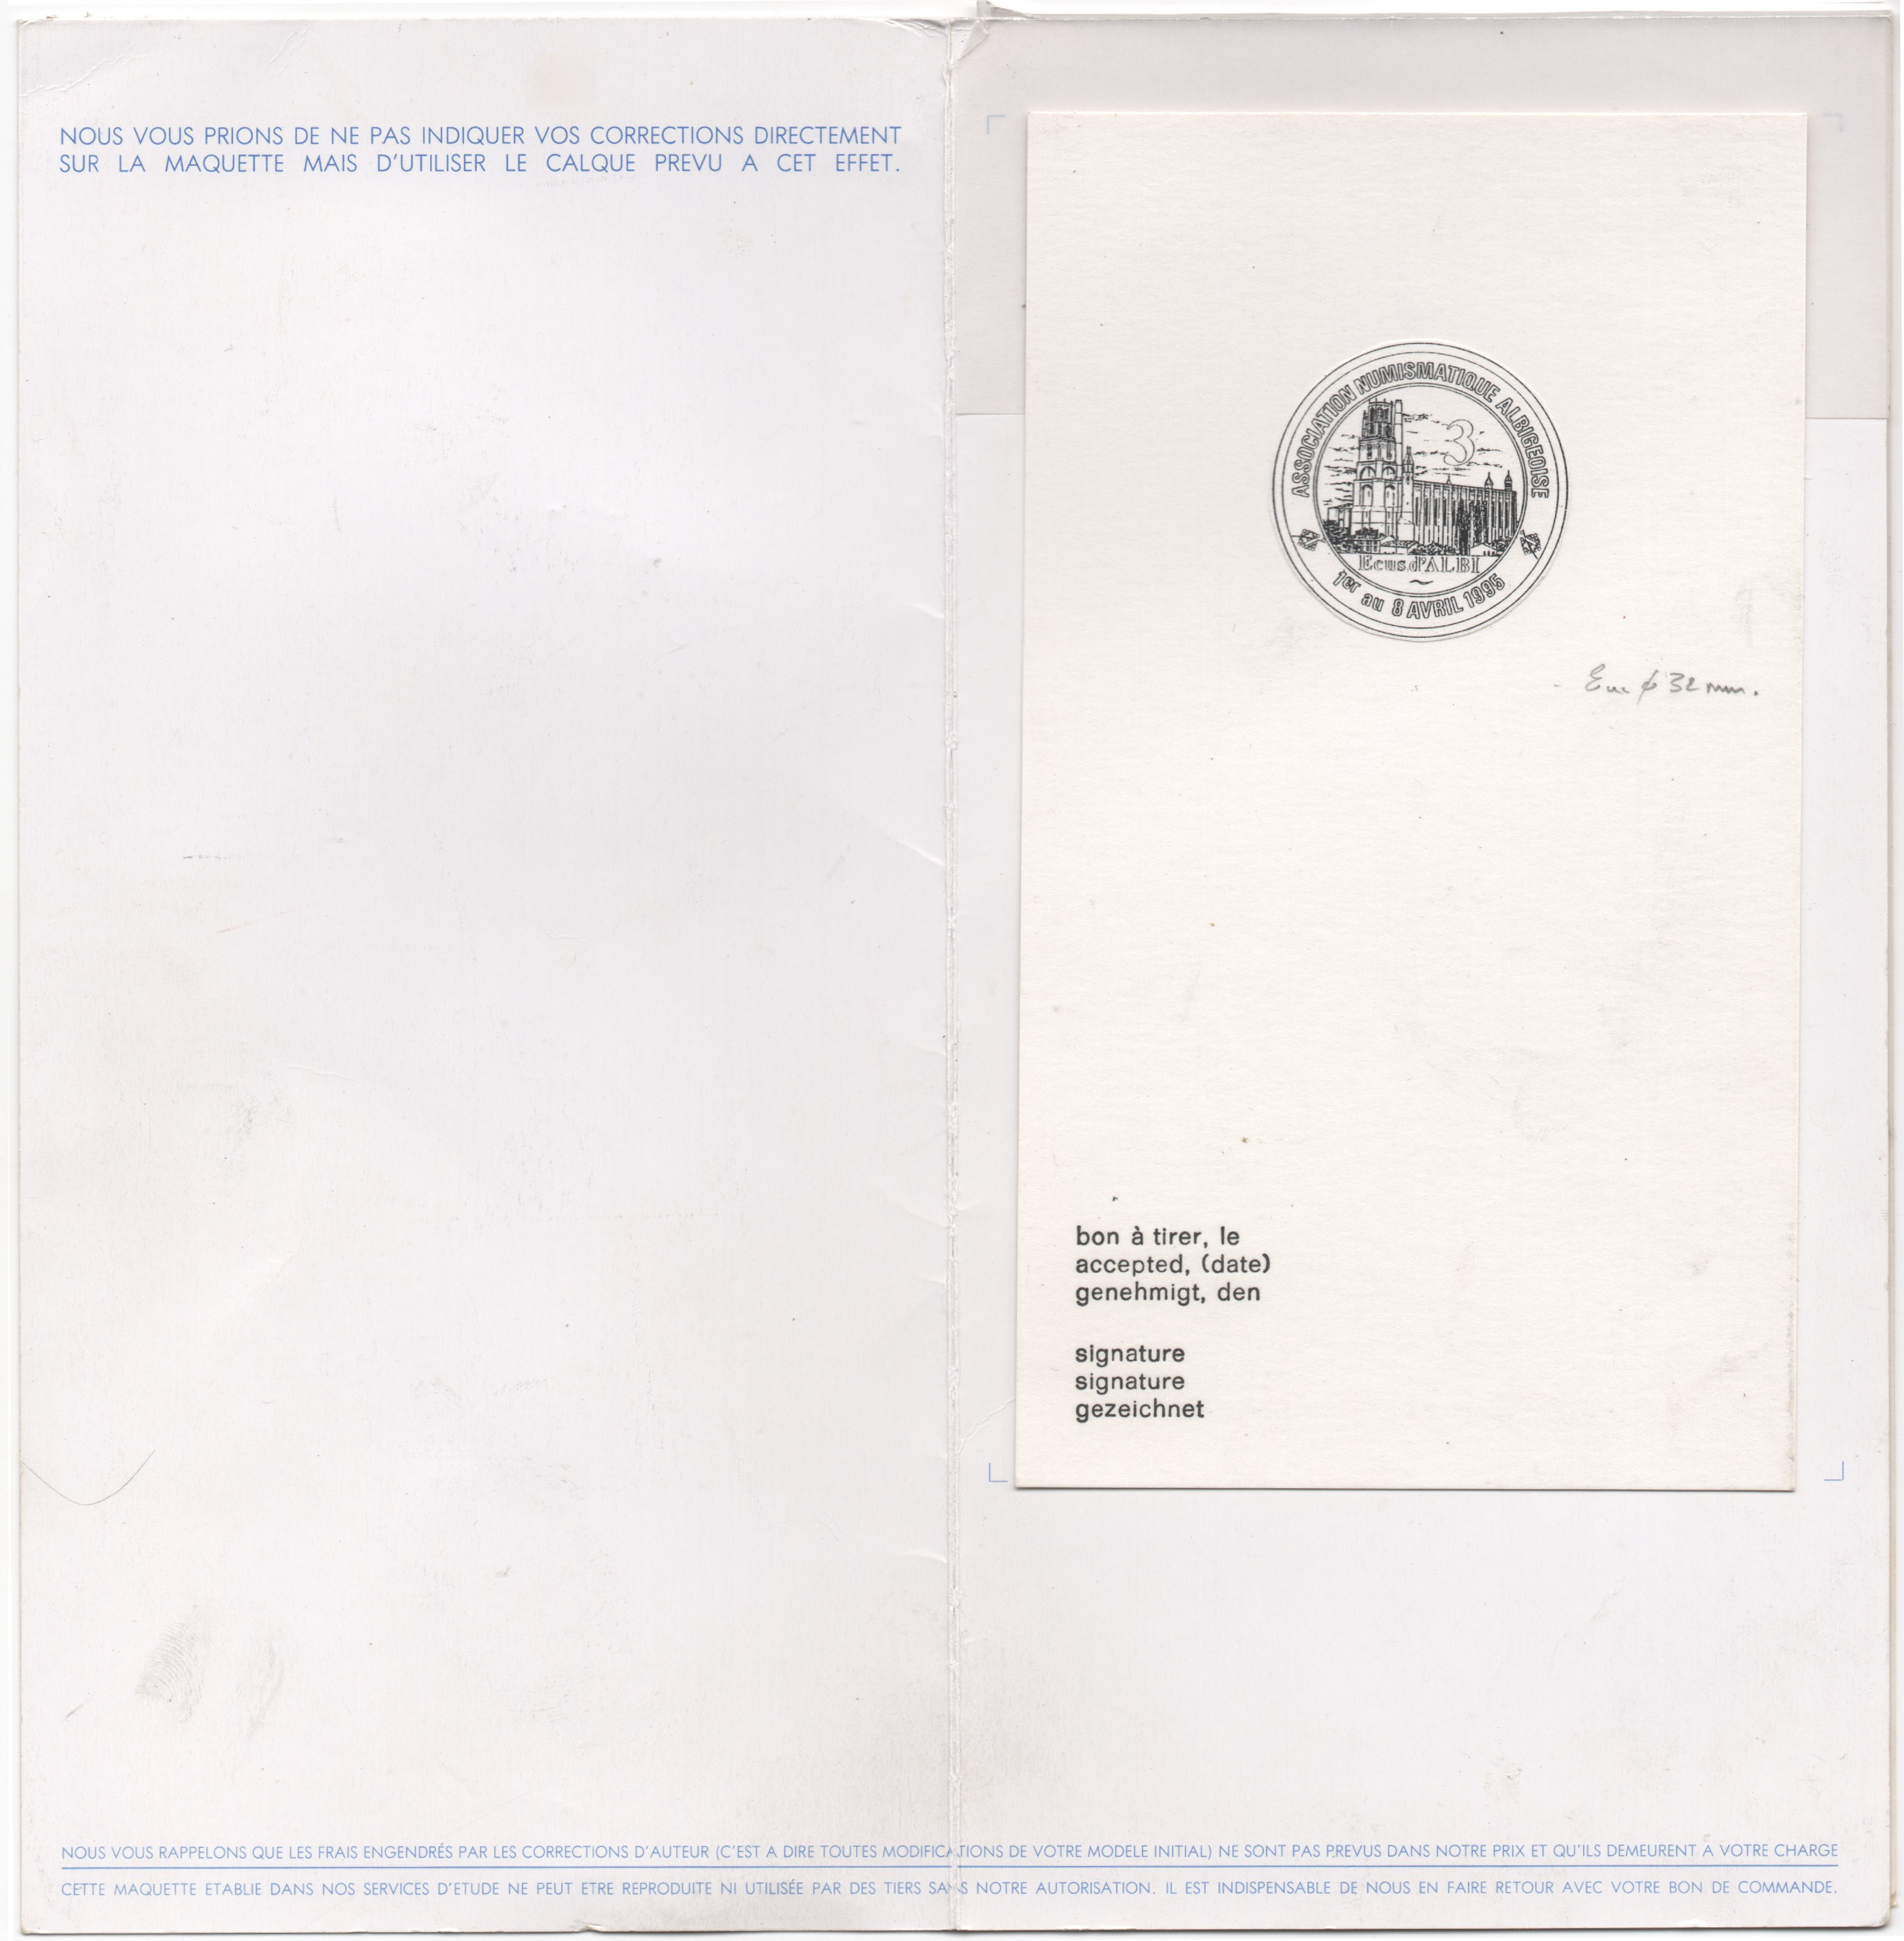 NOUS VOUS PRIONS DE NE PAS INDIQUER VOS CORRECTIONS DIRECTEMENT
SUR LA MAQUETTE MAIS D'UTILISER LE CALQUE PREVU A CET EFFET.
ASSOCIATION NUMISMATIQUE ALBIGEOISE
3
Ecus d'ALBI
1er au 8 AVRIL 1995
ϕ 32 mm.
bon à tirer, le
accepted, (date)
genehmigt, den
signature
signature
gezeichnet
NOUS VOUS RAPPELONS QUE LES FRAIS ENGENDRÉS PAR LES CORRECTIONS D'AUTEUR (C'EST A DIRE TOUTES MODIFICATIONS DE VOTRE MODELE INITIAL) NE SONT PAS PREVUS DANS NOTRE PRIX ET QU'ILS DEMEURENT A VOTRE CHARGE
CETTE MAQUETTE ETABLIE DANS NOS SERVICES D'ETUDE NE PEUT ETRE REPRODUITE NI UTILISÉE PAR DES TIERS SANS NOTRE AUTORISATION. IL EST INDISPENSABLE DE NOUS EN FAIRE RETOUR AVEC VOTRE BON DE COMMANDE.